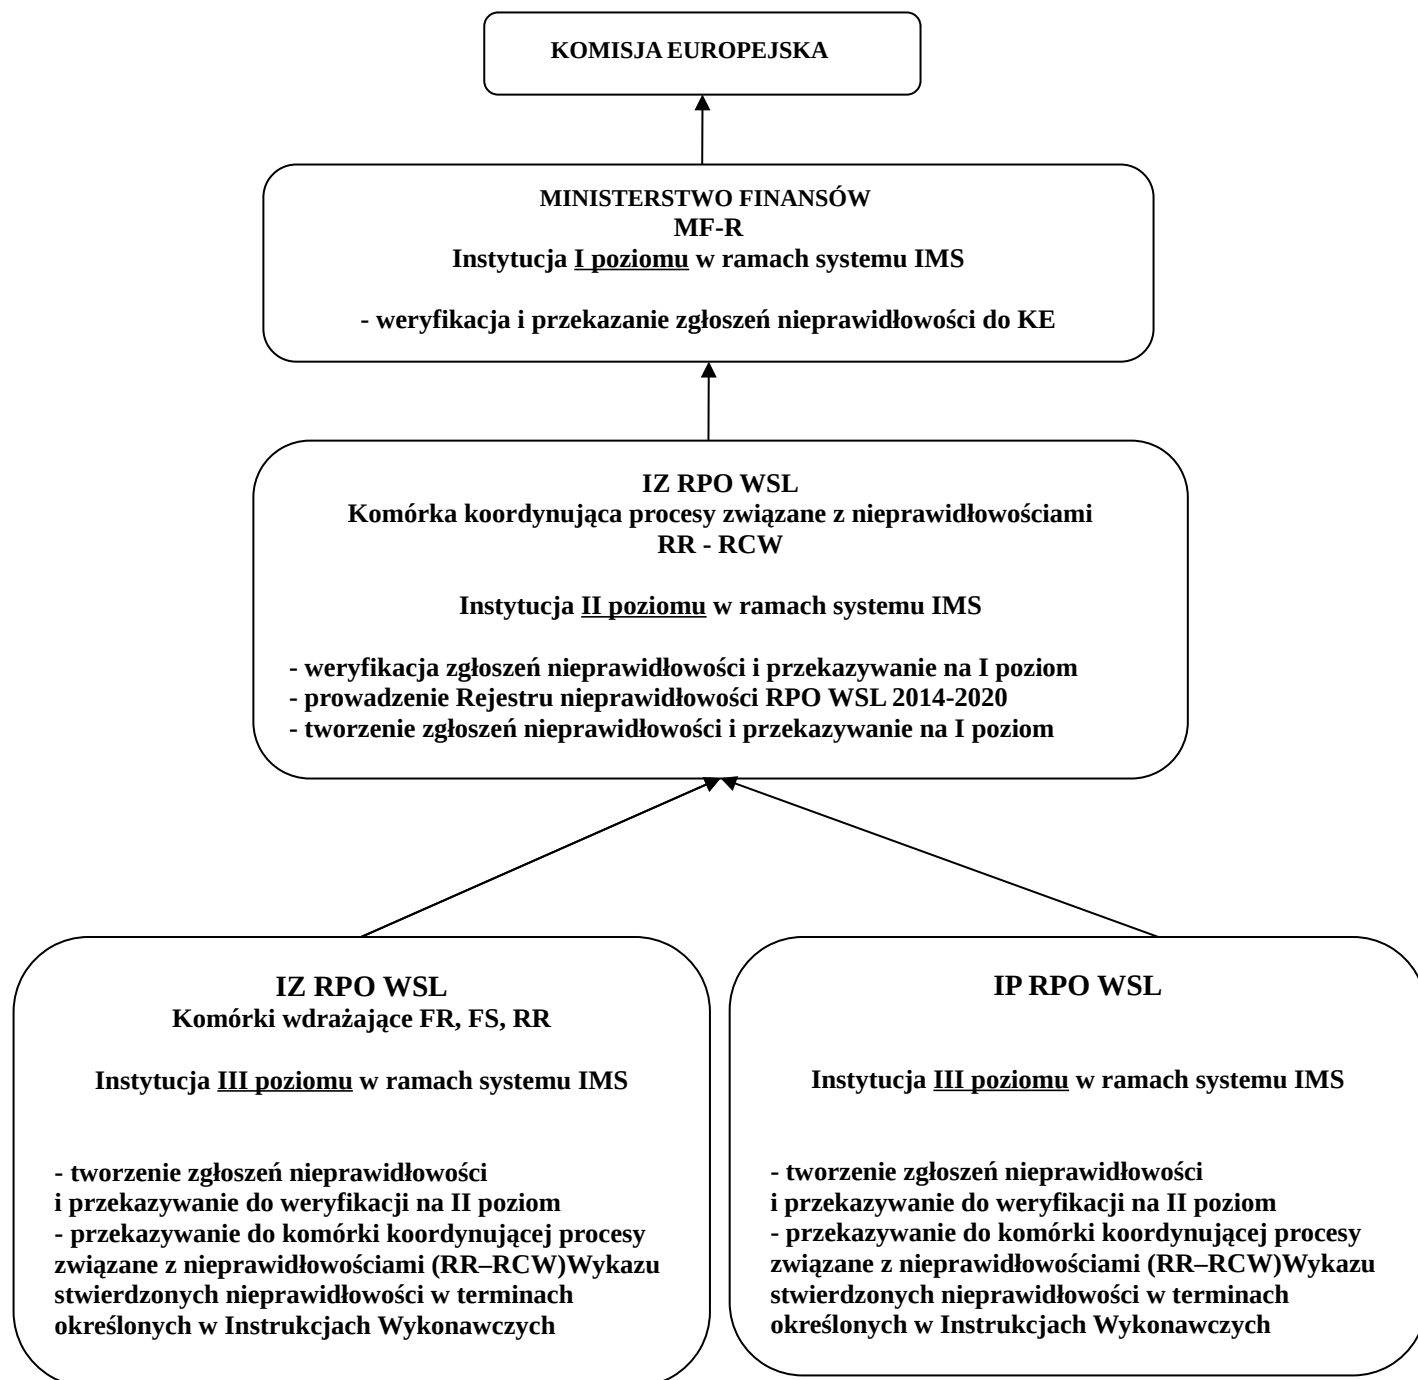 KOMISJA EUROPEJSKA
MINISTERSTWO FINANSÓW
MF-R
Instytucja I poziomu w ramach systemu IMS
- weryfikacja i przekazanie zgłoszeń nieprawidłowości do KE
IZ RPO WSL
Komórka koordynująca procesy związane z nieprawidłowościami
RR - RCW
Instytucja II poziomu w ramach systemu IMS
- weryfikacja zgłoszeń nieprawidłowości i przekazywanie na I poziom
- prowadzenie Rejestru nieprawidłowości RPO WSL 2014-2020
- tworzenie zgłoszeń nieprawidłowości i przekazywanie na I poziom
IZ RPO WSL
Komórki wdrażające FR, FS, RR
Instytucja III poziomu w ramach systemu IMS
- tworzenie zgłoszeń nieprawidłowości
i przekazywanie do weryfikacji na II poziom
- przekazywanie do komórki koordynującej procesy
związane z nieprawidłowościami (RR–RCW)Wykazu
stwierdzonych nieprawidłowości w terminach
określonych w Instrukcjach Wykonawczych
IP RPO WSL
Instytucja III poziomu w ramach systemu IMS
- tworzenie zgłoszeń nieprawidłowości
i przekazywanie do weryfikacji na II poziom
- przekazywanie do komórki koordynującej procesy
związane z nieprawidłowościami (RR–RCW)Wykazu
stwierdzonych nieprawidłowości w terminach
określonych w Instrukcjach Wykonawczych